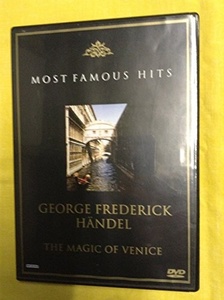 MOST FAMOUS HITS
GEORGE FREDERICK
HÄNDEL
THE MAGIC OF VENICE
DVD